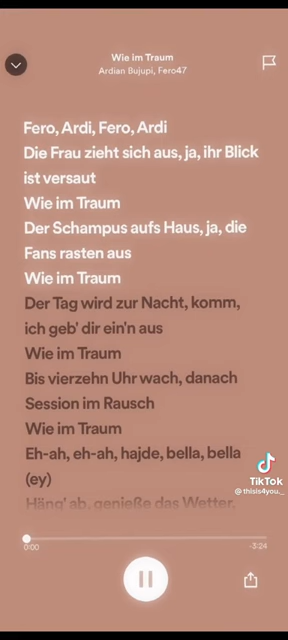 Wie im Traum
Ardian Bujupi, Fero47
Fero, Ardi, Fero, Ardi
Die Frau zieht sich aus, ja, ihr Blick
ist versaut
Wie im Traum
Der Schampus aufs Haus, ja, die
Fans rasten aus
Wie im Traum
Der Tag wird zur Nacht, komm,
ich geb' dir ein'n aus
Wie im Traum
Bis vierzehn Uhr wach, danach
Session im Rausch
Wie im Traum
Eh-ah, eh-ah, hajde, bella, bella
(ey)
Häng' ab, genieße das Wetter,
TikTok
@thisis4you._
0:00
-3:24